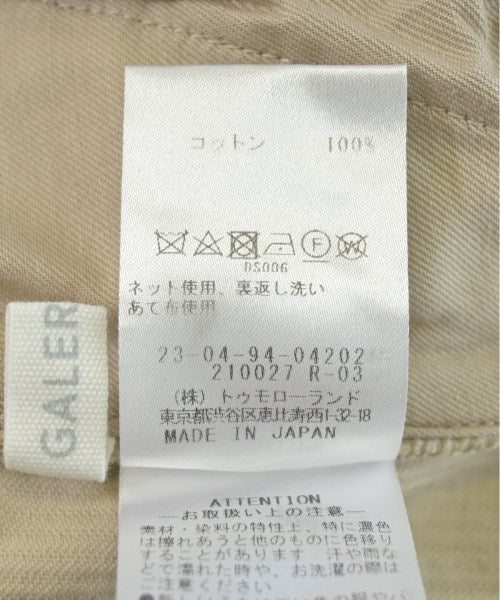 コットン 100%
F W
DS006
ネット使用、裏返し洗い
あて布使用
23-04-94-04202
210027 R-03
(株)トゥモローランド
東京都渋谷区恵比寿西1-32-18
MADE IN JAPAN
GALER
ATTENTION
―お取扱い上の注意―
素材・染料の特性上、特に濃色
は擦れあうと他のものに色移り
することがあります 汗や雨な
どで濡れた時や、お洗濯の際は
ご注意ください